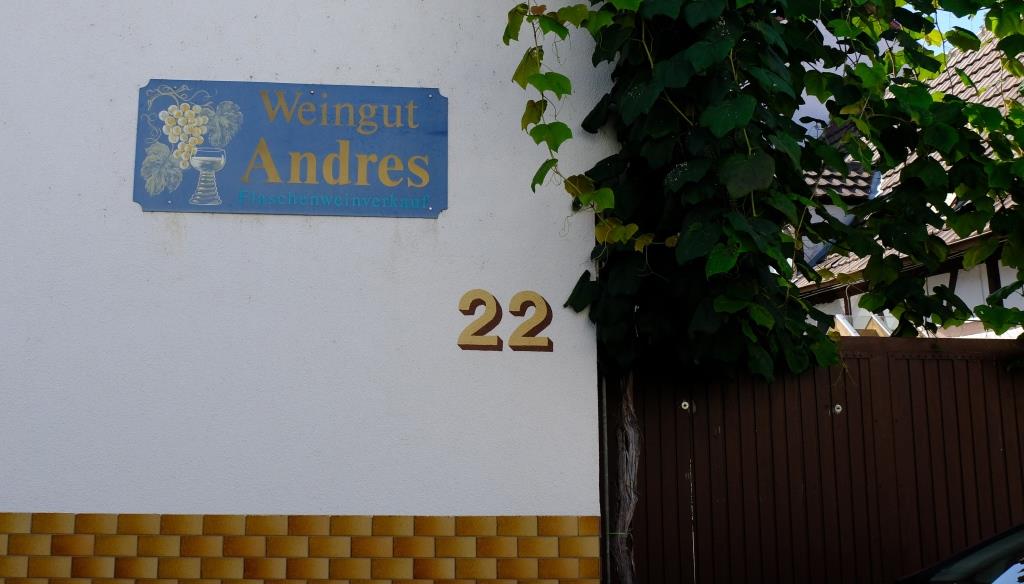 Weingut
Andres
Flaschenweinverkauf
22